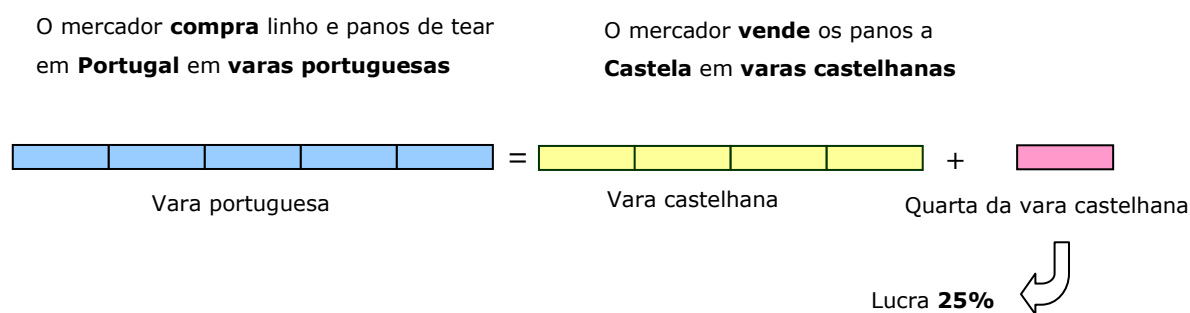 O mercador compra linho e panos de tear
em Portugal em varas portuguesas
O mercador vende os panos a
Castela em varas castelhanas
= +
Vara portuguesa
Vara castelhana
Quarta da vara castelhana
Lucra 25%